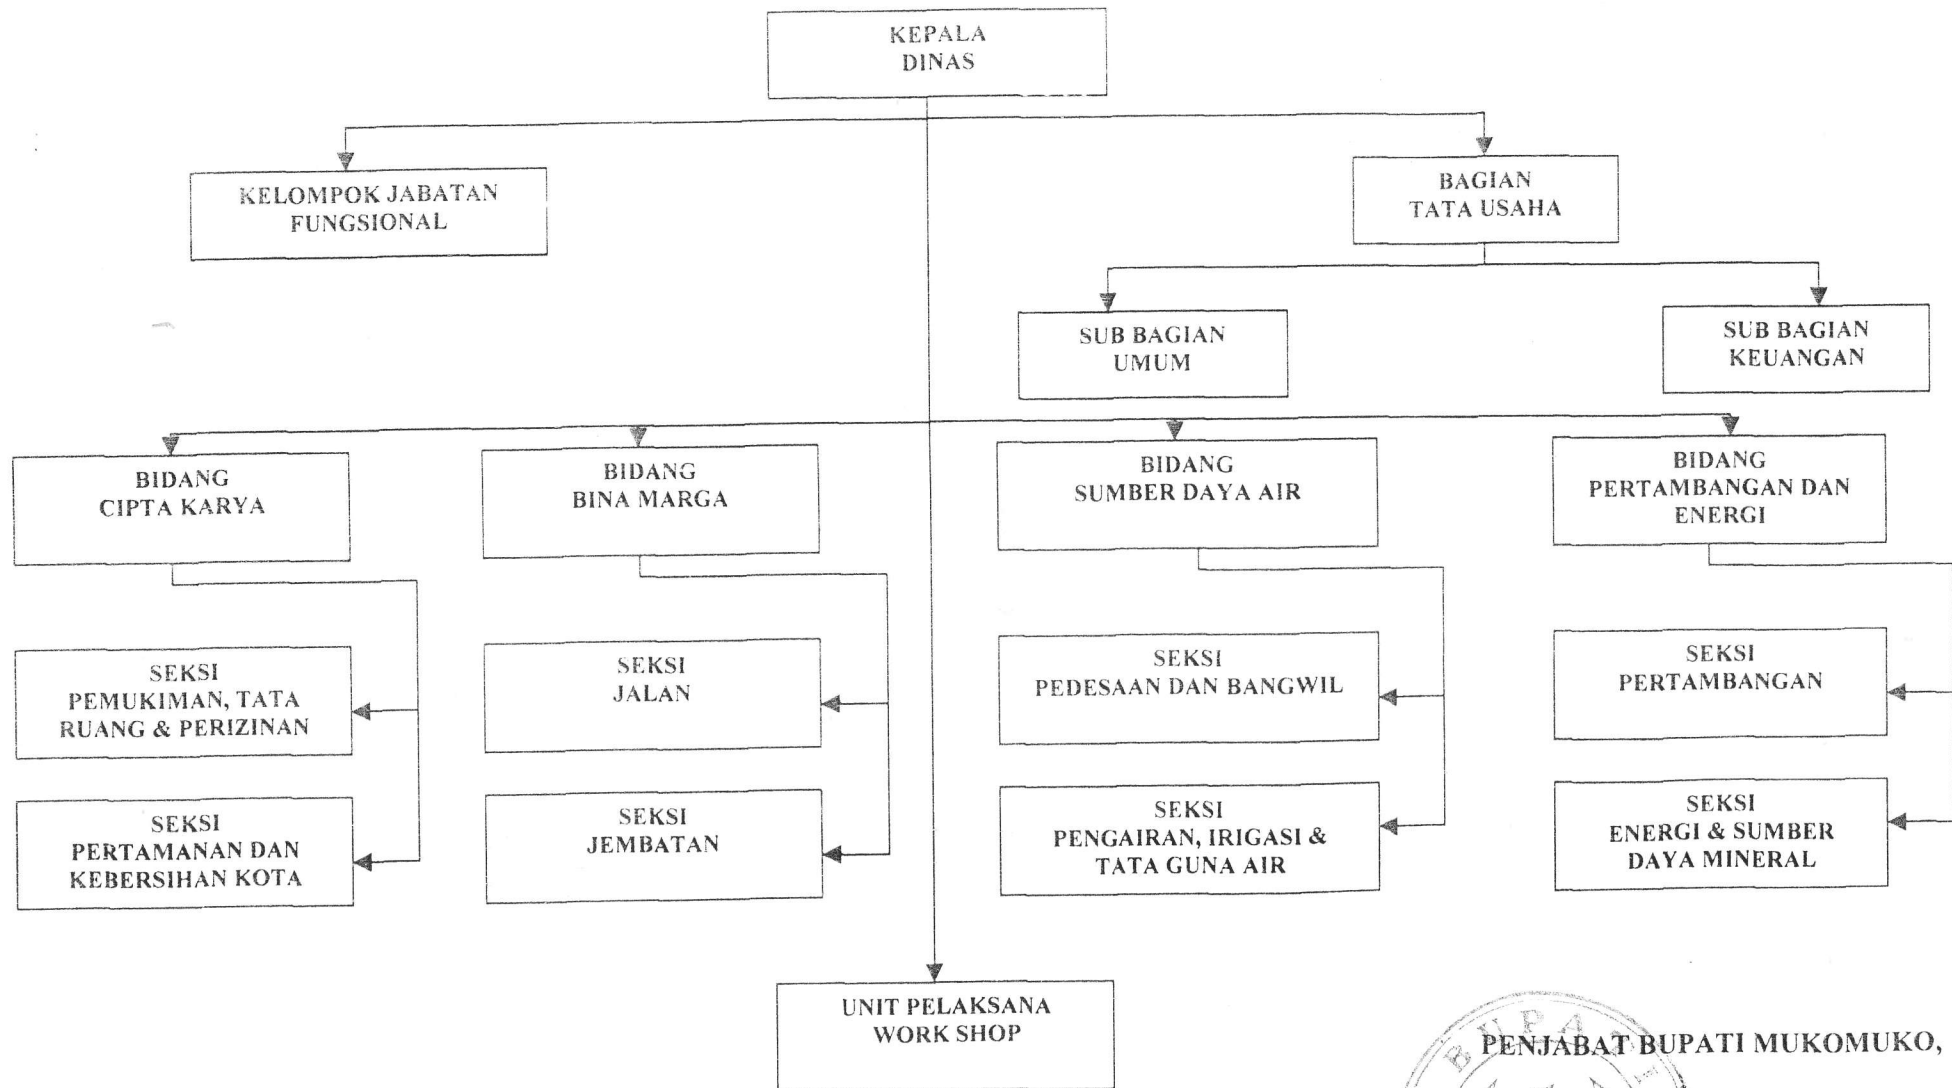 KEPALA
DINAS
KELOMPOK JABATAN
FUNGSIONAL
BAGIAN
TATA USAHA
SUB BAGIAN
UMUM
SUB BAGIAN
KEUANGAN
BIDANG
CIPTA KARYA
BIDANG
BINA MARGA
BIDANG
SUMBER DAYA AIR
BIDANG
PERTAMBANGAN DAN
ENERGI
SEKSI
PEMUKIMAN, TATA
RUANG & PERIZINAN
SEKSI
JALAN
SEKSI
PEDESAAN DAN BANGWIL
SEKSI
PERTAMBANGAN
SEKSI
PERTAMANAN DAN
KEBERSIHAN KOTA
SEKSI
JEMBATAN
SEKSI
PENGAIRAN, IRIGASI &
TATA GUNA AIR
SEKSI
ENERGI & SUMBER
DAYA MINERAL
UNIT PELAKSANA
WORK SHOP
PENJABAT BUPATI MUKOMUKO,